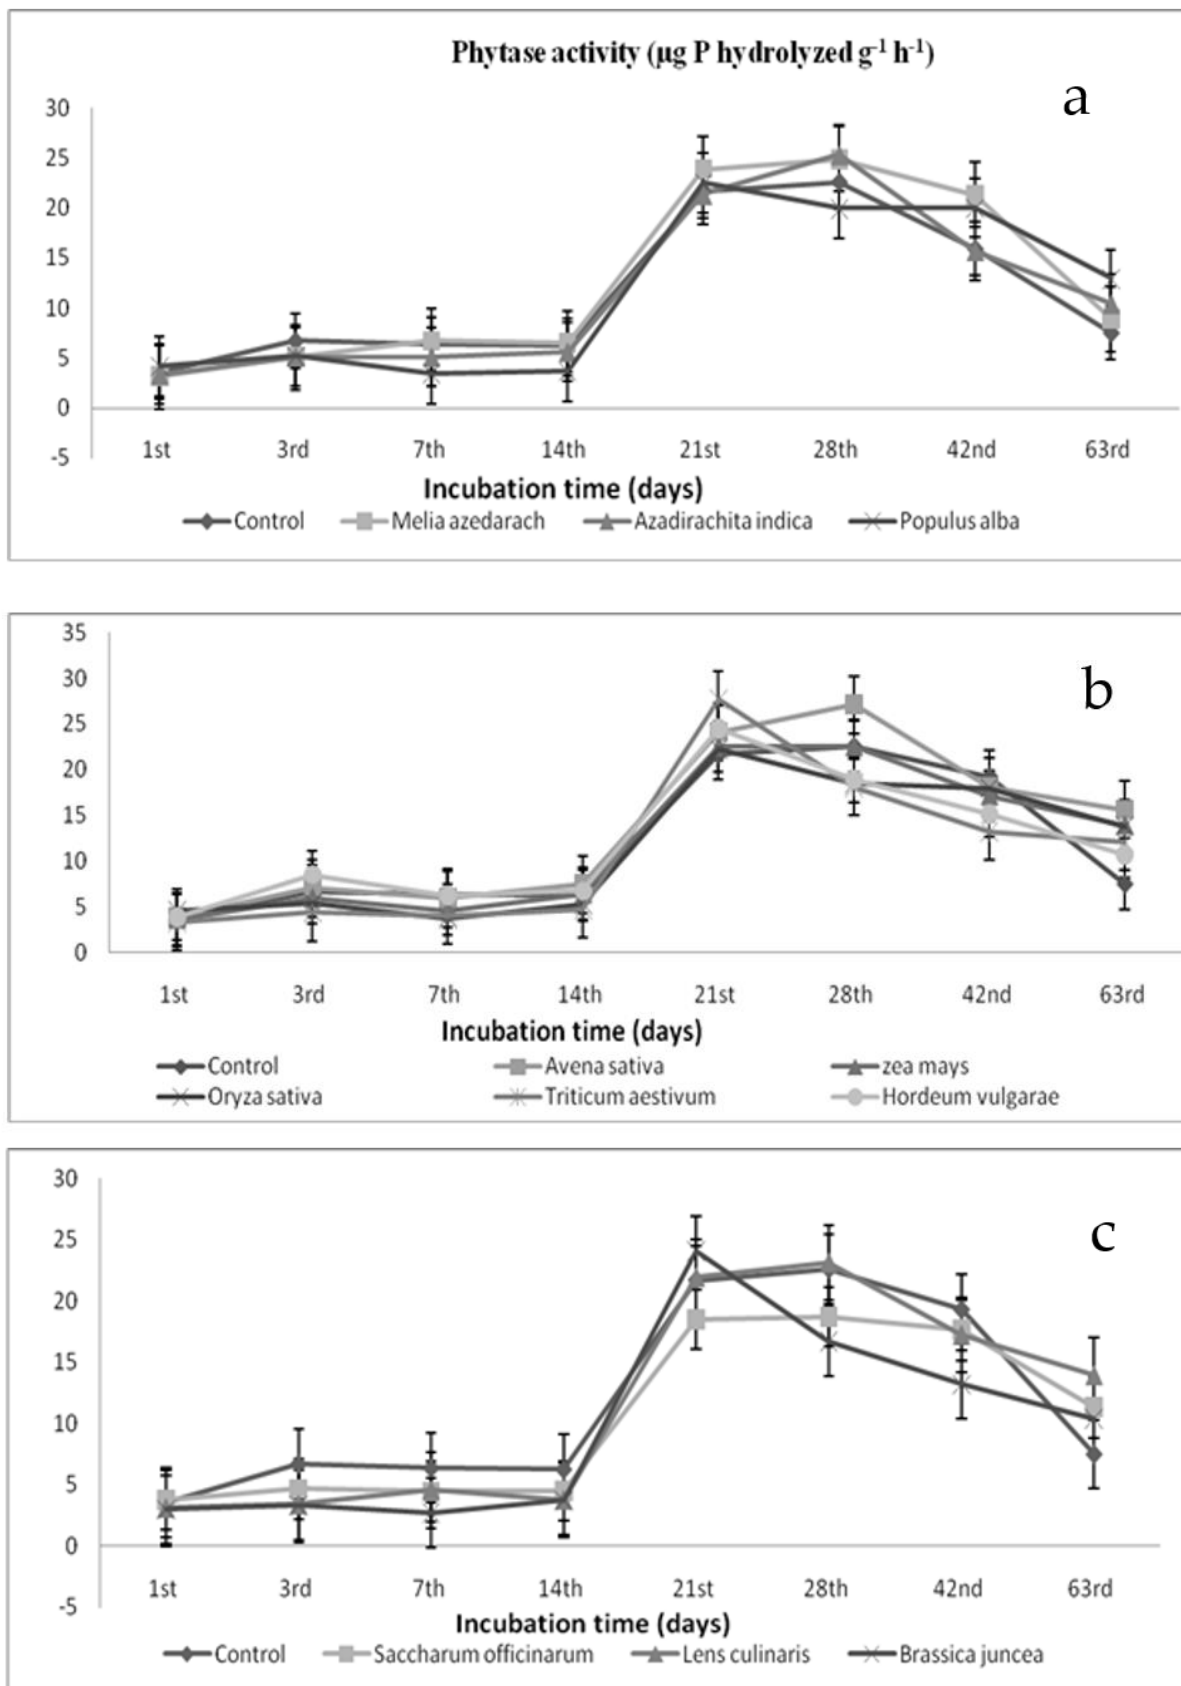 Phytase activity (µg P hydrolyzed g-1 h-1)
a
30
25
20
15
10
5
0
-5
1st 3rd 7th 14th 21st 28th 42nd 63rd
Incubation time (days)
Control Melia azedarach Azadirachita indica Populus alba
b
35
30
25
20
15
10
5
0
1st 3rd 7th 14th 21st 28th 42nd 63rd
Incubation time (days)
Control Avena sativa zea mays
Oryza sativa Triticum aestivum Hordeum vulgarae
c
30
25
20
15
10
5
0
-5
1st 3rd 7th 14th 21st 28th 42nd 63rd
Incubation time (days)
Control Saccharum officinarum Lens culinaris Brassica juncea